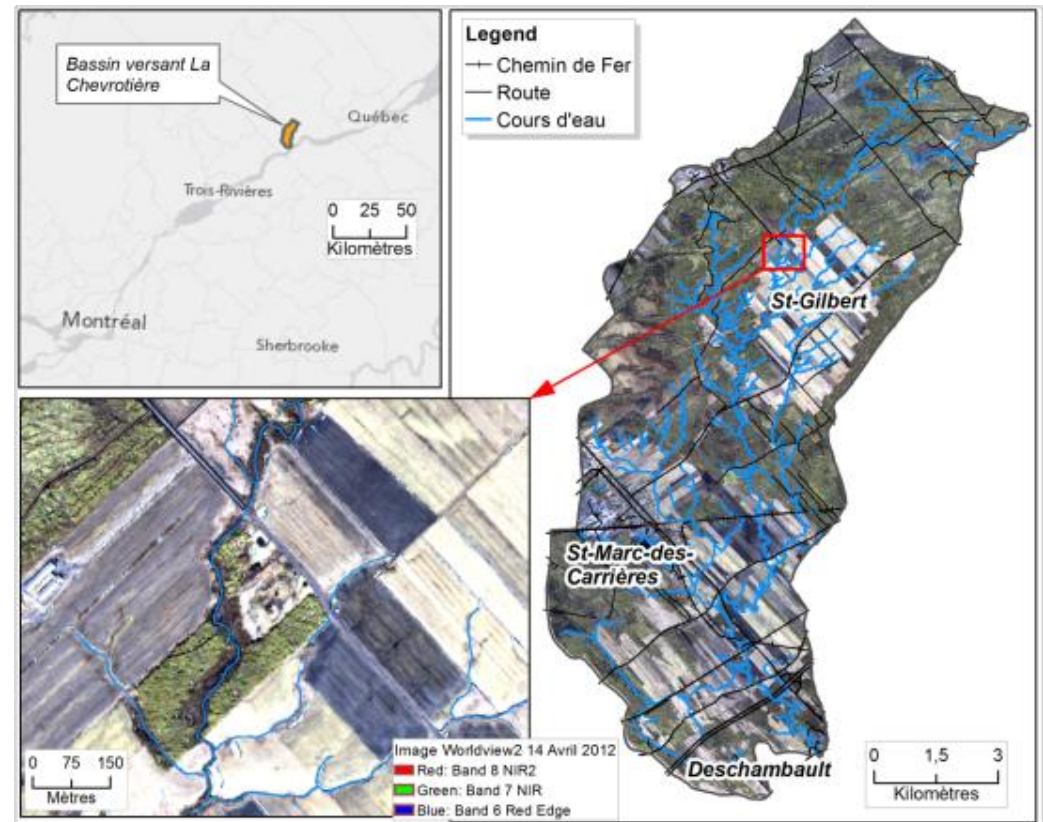 Bassin versant La
Chevrotière
Québec
Trois-Rivières
0 25 50
Kilomètres
Montréal
Sherbrooke
Legend
Chemin de Fer
Route
Cours d'eau
St-Gilbert
St-Marc-des-
Carrières
Deschambault
0 1,5 3
Kilomètres
0 75 150
Mètres
Image Worldview2 14 Avril 2012
Red: Band 8 NIR2
Green: Band 7 NIR
Blue: Band 6 Red Edge